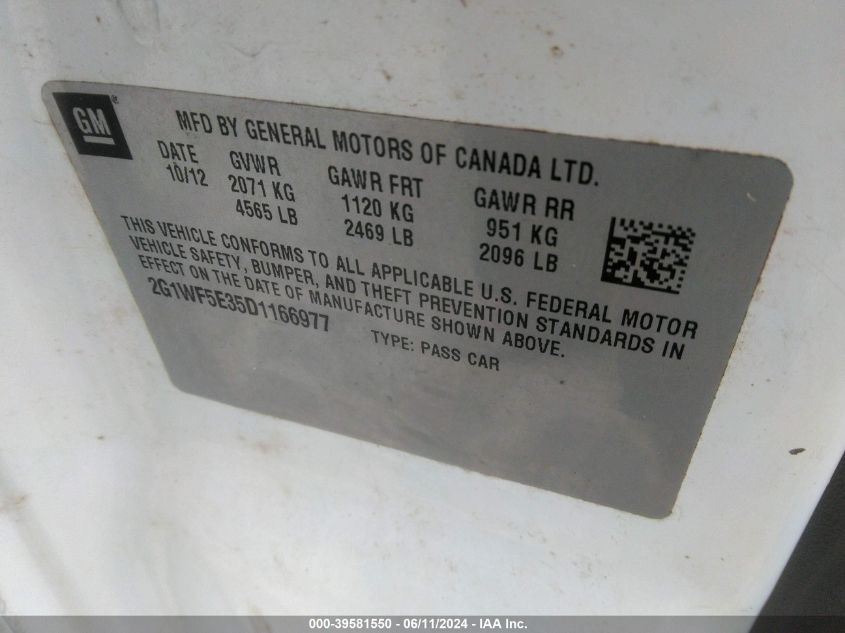 GM
MFD BY GENERAL MOTORS OF CANADA LTD.
DATE GVWR GAWR FRT GAWR RR
10/12 2071 KG 1120 KG 951 KG
4565 LB 2469 LB 2096 LB
THIS VEHICLE CONFORMS TO ALL APPLICABLE U.S. FEDERAL MOTOR
VEHICLE SAFETY, BUMPER, AND THEFT PREVENTION STANDARDS IN
EFFECT ON THE DATE OF MANUFACTURE SHOWN ABOVE.
2G1WF5E35D1166977 TYPE: PASS CAR
000-39581550 - 06/11/2024 - IAA Inc.